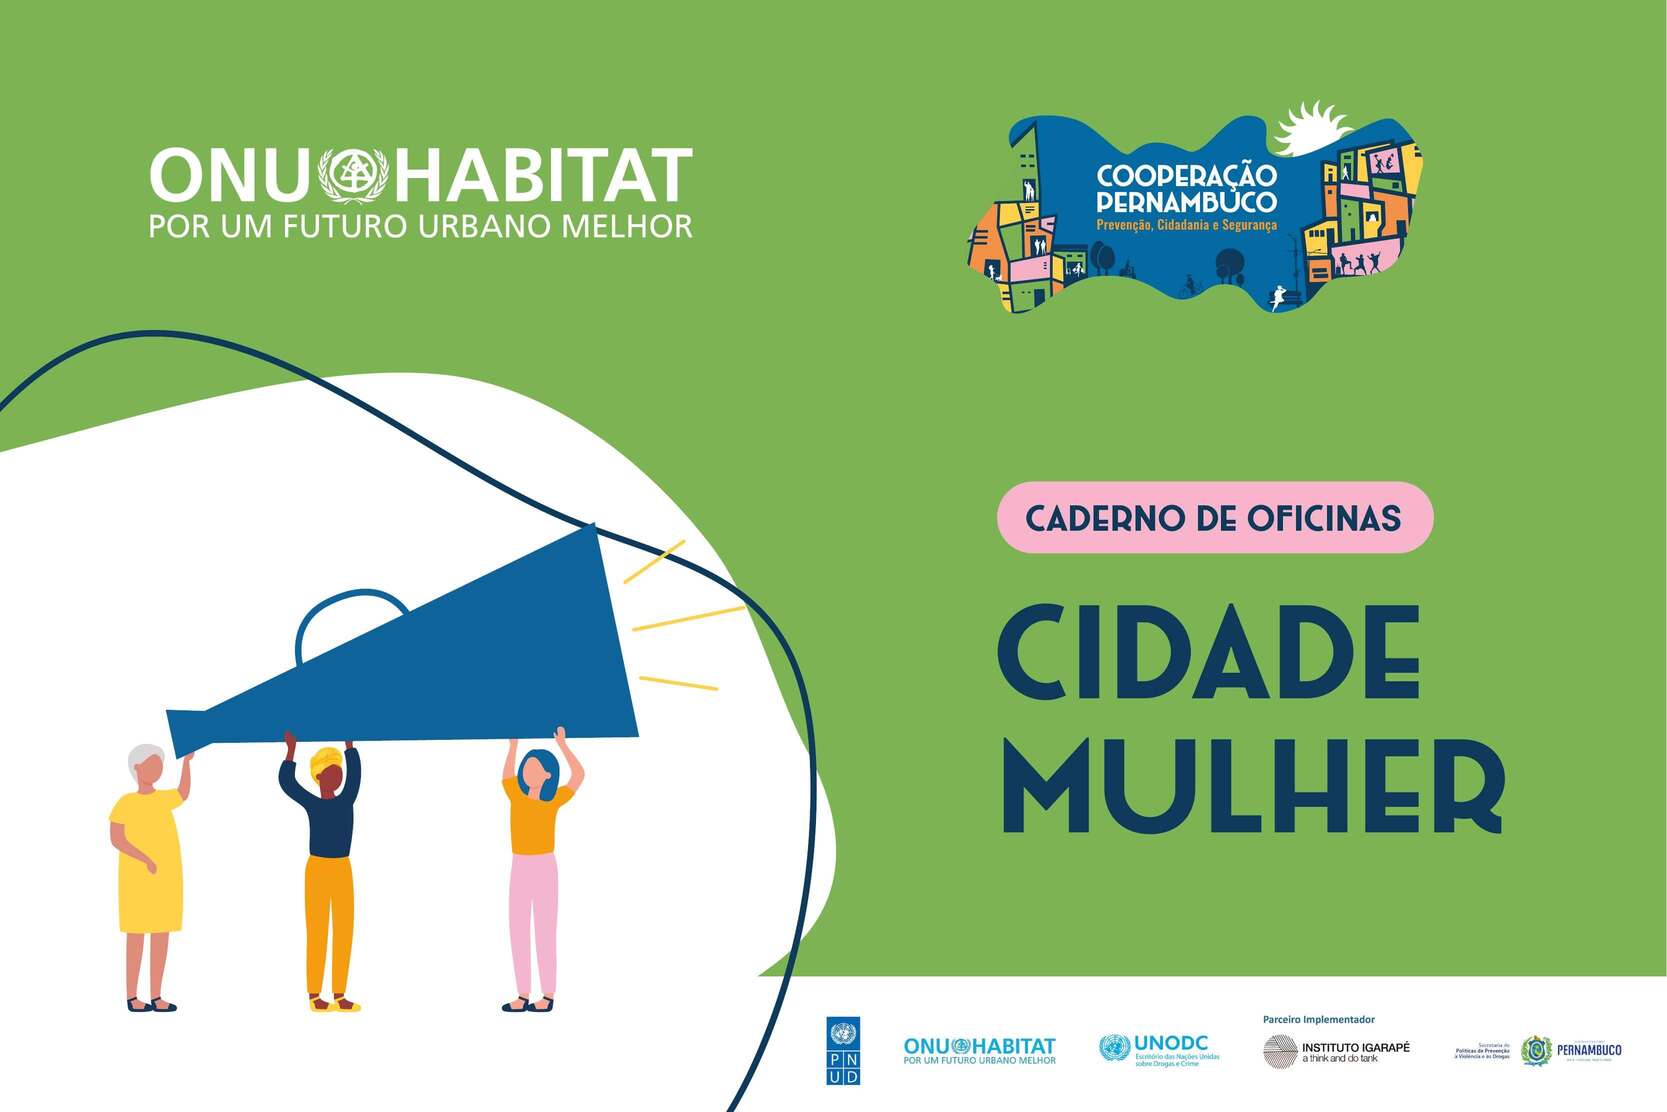 ONU HABITAT
POR UM FUTURO URBANO MELHOR
COOPERAÇÃO
PERNAMBUCO
Prevenção, Cidadania e Segurança
CADERNO DE OFICINAS
CIDADE
MULHER
PNUD
ONU HABITAT
POR UM FUTURO URBANO MELHOR
UNODC
Escritório das Nações Unidas
sobre Drogas e Crime
Parceiro Implementador
INSTITUTO IGARAPÉ
a think and do tank
Secretaria de
Políticas de Prevenção
à Violência e às Drogas
PERNAMBUCO